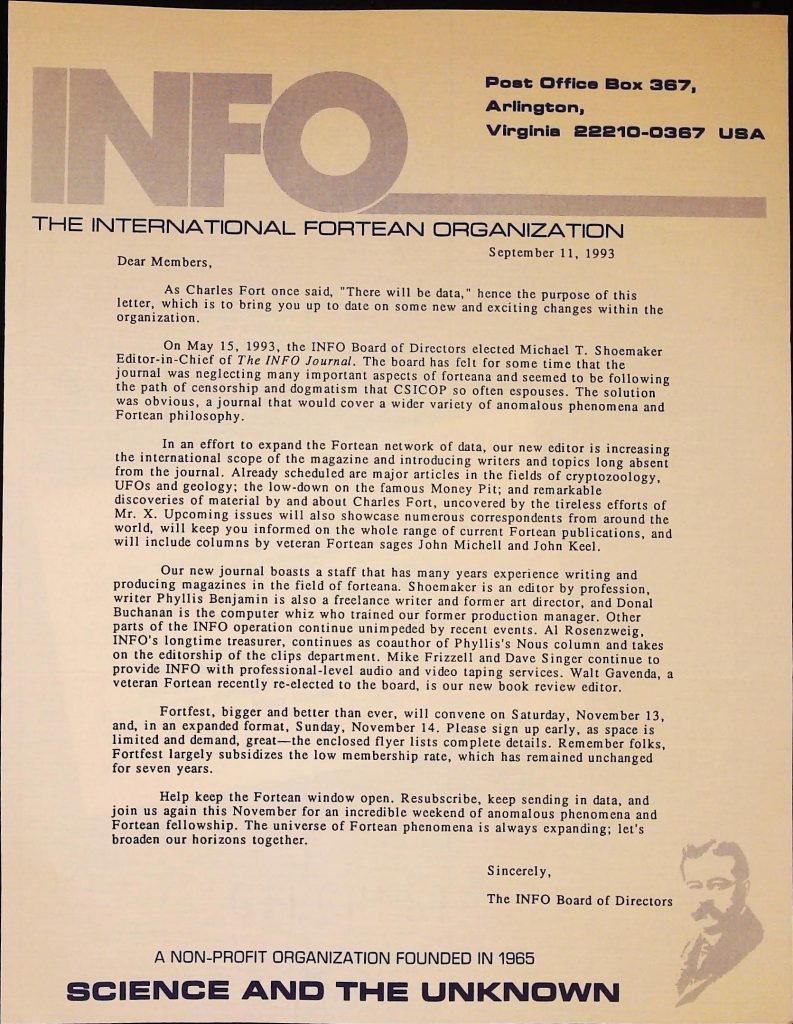 INFO
Post Office Box 367,
Arlington,
Virginia 22210-0367 USA
THE INTERNATIONAL FORTEAN ORGANIZATION
September 11, 1993
Dear Members,
As Charles Fort once said, "There will be data," hence the purpose of this
letter, which is to bring you up to date on some new and exciting changes within the
organization.
On May 15, 1993, the INFO Board of Directors elected Michael T. Shoemaker
Editor-in-Chief of The INFO Journal. The board has felt for some time that the
journal was neglecting many important aspects of forteana and seemed to be following
the path of censorship and dogmatism that CSICOP so often espouses. The solution
was obvious, a journal that would cover a wider variety of anomalous phenomena and
Fortean philosophy.
In an effort to expand the Fortean network of data, our new editor is increasing
the international scope of the magazine and introducing writers and topics long absent
from the journal. Already scheduled are major articles in the fields of cryptozoology,
UFOs and geology; the low-down on the famous Money Pit; and remarkable
discoveries of material by and about Charles Fort, uncovered by the tireless efforts of
Mr. X. Upcoming issues will also showcase numerous correspondents from around the
world, will keep you informed on the whole range of current Fortean publications, and
will include columns by veteran Fortean sages John Michell and John Keel.
Our new journal boasts a staff that has many years experience writing and
producing magazines in the field of forteana. Shoemaker is an editor by profession,
writer Phyllis Benjamin is also a freelance writer and former art director, and Donal
Buchanan is the computer whiz who trained our former production manager. Other
parts of the INFO operation continue unimpeded by recent events. Al Rosenzweig,
INFO's longtime treasurer, continues as coauthor of Phyllis's Nous column and takes
on the editorship of the clips department. Mike Frizzell and Dave Singer continue to
provide INFO with professional-level audio and video taping services. Walt Gavenda, a
veteran Fortean recently re-elected to the board, is our new book review editor.
Fortfest, bigger and better than ever, will convene on Saturday, November 13,
and, in an expanded format, Sunday, November 14. Please sign up early, as space is
limited and demand, great—the enclosed flyer lists complete details. Remember folks,
Fortfest largely subsidizes the low membership rate, which has remained unchanged
for seven years.
Help keep the Fortean window open. Resubscribe, keep sending in data, and
join us again this November for an incredible weekend of anomalous phenomena and
Fortean fellowship. The universe of Fortean phenomena is always expanding; let's
broaden our horizons together.
Sincerely,
The INFO Board of Directors
A NON-PROFIT ORGANIZATION FOUNDED IN 1965
SCIENCE AND THE UNKNOWN